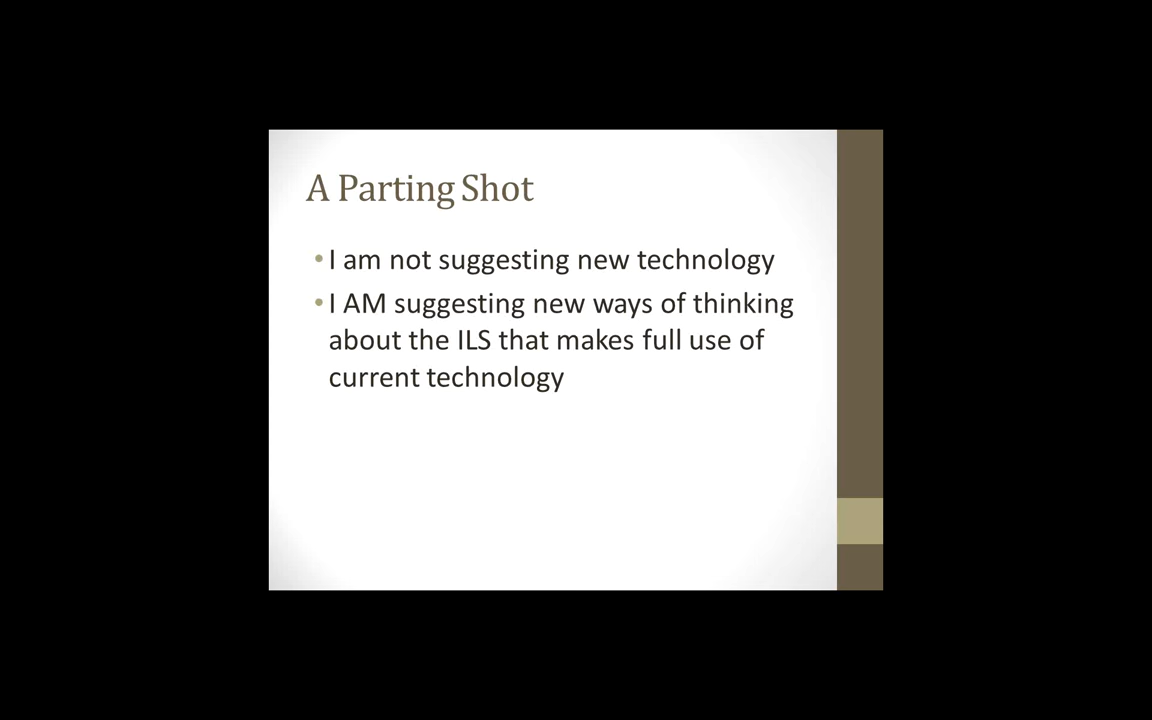 A Parting Shot
• I am not suggesting new technology
• I AM suggesting new ways of thinking
about the ILS that makes full use of
current technology